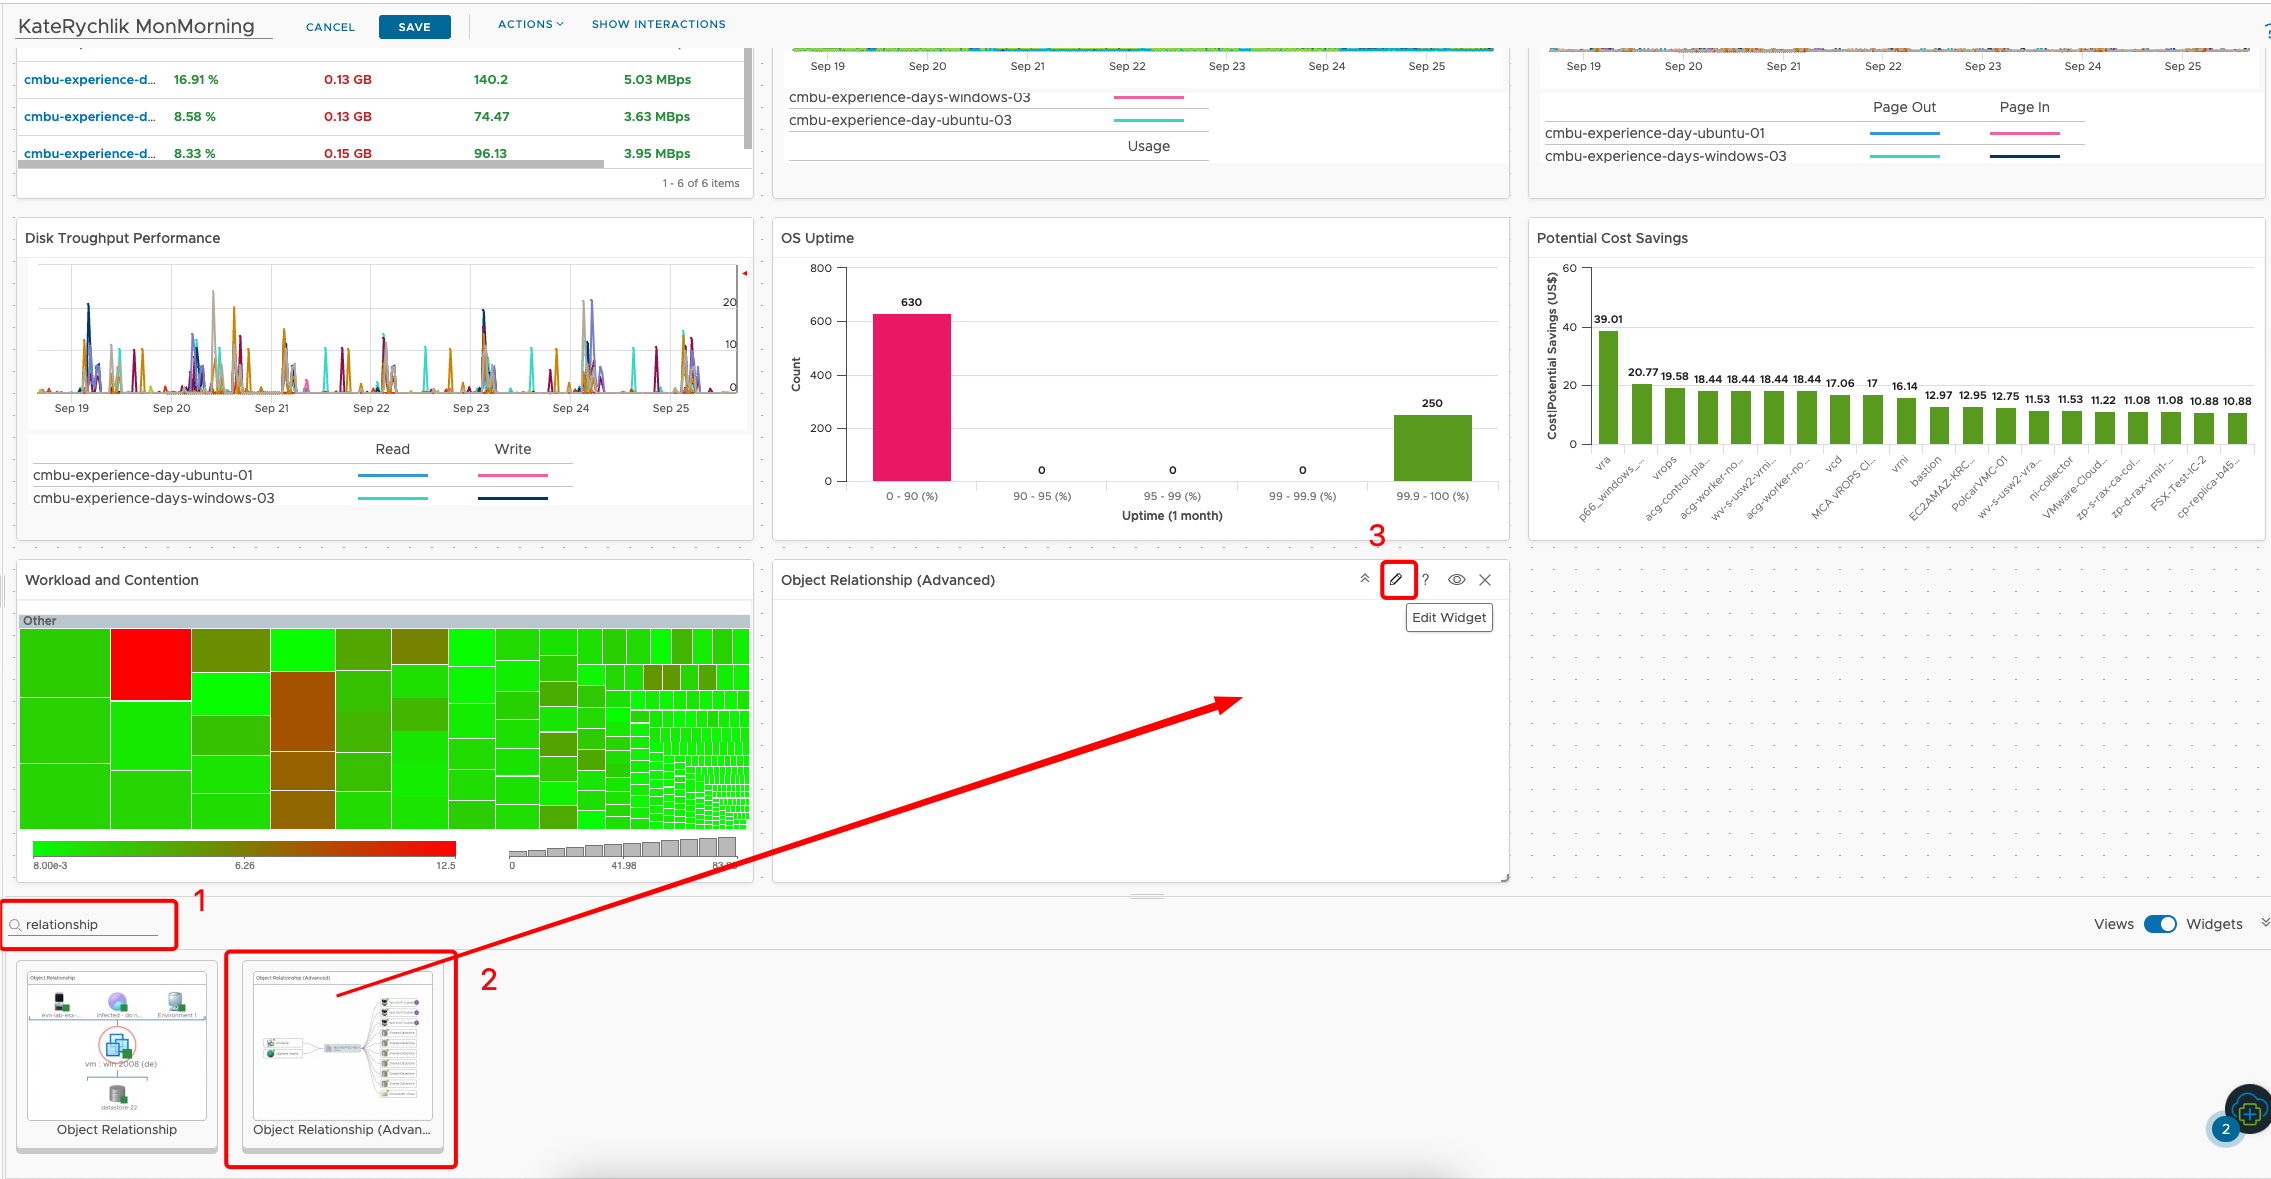 KateRychlik MonMorning
CANCEL
SAVE
ACTIONS
SHOW INTERACTIONS
cmbu-experience-d... 16.91 % 0.13 GB 140.2 5.03 MBps
cmbu-experience-d... 8.58 % 0.13 GB 74.47 3.63 MBps
cmbu-experience-d... 8.33 % 0.15 GB 96.13 3.95 MBps
1 - 6 of 6 items
Sep 19 Sep 20 Sep 21 Sep 22 Sep 23 Sep 24 Sep 25
cmbu-experience-days-windows-03
cmbu-experience-day-ubuntu-03
Usage
Sep 19 Sep 20 Sep 21 Sep 22 Sep 23 Sep 24 Sep 25
Page Out Page In
cmbu-experience-day-ubuntu-01
cmbu-experience-days-windows-03
Disk Troughput Performance
20
10
0
Sep 19 Sep 20 Sep 21 Sep 22 Sep 23 Sep 24 Sep 25
Read Write
cmbu-experience-day-ubuntu-01
cmbu-experience-days-windows-03
OS Uptime
Count
800
600
400
200
0
630
0
0
0
250
0 - 90 (%) 90 - 95 (%) 95 - 99 (%) 99 - 99.9 (%) 99.9 - 100 (%)
Uptime (1 month)
3
Potential Cost Savings
Cost|Potential Savings (US$)
60
40
20
0
39.01 20.77 19.58 18.44 18.44 18.44 18.44 17.06 17 16.14 12.97 12.95 12.75 11.53 11.53 11.22 11.08 11.08 10.88 10.88
vra
p66_windows_...
vrops
acg-control-pla...
acg-worker-no...
wv-s-usw2-vrni...
acg-worker-no...
vcd
MCA vROPS Cl...
vrni
bastion
EC2AMAZ-KRC...
PolcarVMC-01
wv-s-usw2-vra...
ni-collector
VMware-Cloud...
zp-s-rax-ca-col...
zp-d-rax-vrni1-...
FSX-Test-IC-2
cp-replica-b45...
Workload and Contention
Other
8.00e-3 6.26 12.5
0 41.98
Object Relationship (Advanced)
?
Edit Widget
1
relationship
Views
Widgets
2
Object Relationship
evn-lab-esx-...
Infected - do n...
Environment 1
vm : win 2008 (de)
datastore-22
Object Relationship
Object Relationship (Advanced)
Object Relationship (Advan...
2